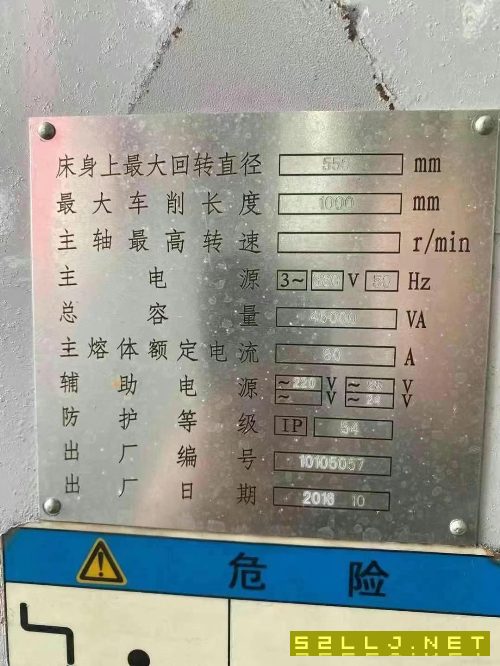 床身上最大回转直径 550 mm
最大车削长度 1000 mm
主轴最高转速 r/min
主电源 3~ 380 V 50 Hz
总容量 VA
主熔体额定电流 60 A
辅助电源 ~ 220 V ~ V
~ V ~ 24 V
防护等级 IP 54
出厂编号 10105057
出厂日期 2016 10
危险
52LLJ.NET